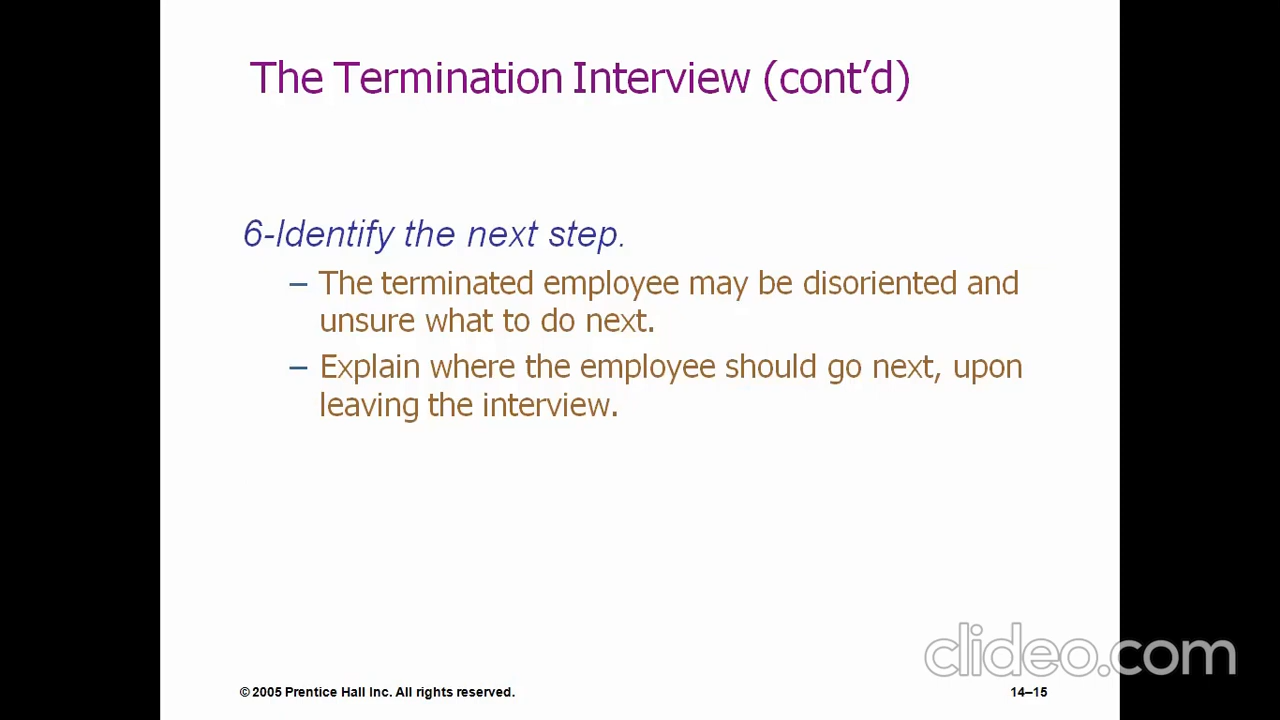 The Termination Interview (cont’d)
6-Identify the next step.
– The terminated employee may be disoriented and
unsure what to do next.
– Explain where the employee should go next, upon
leaving the interview.
clideo.com
© 2005 Prentice Hall Inc. All rights reserved.
14–15